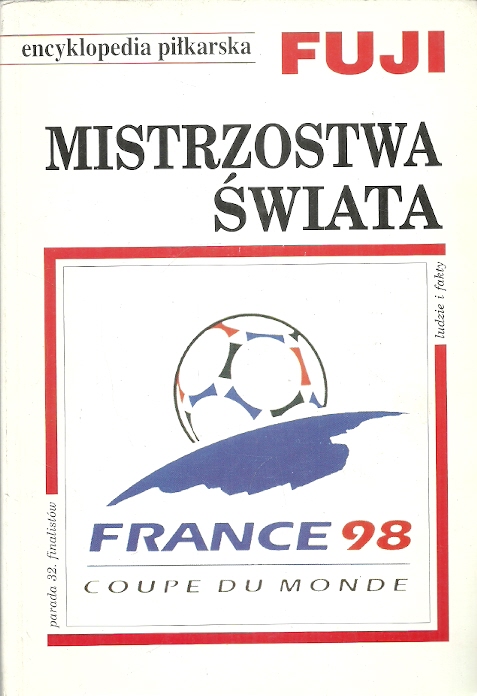 encyklopedia piłkarska
FUJI
MISTRZOSTWA
ŚWIATA
ludzie i fakty
FRANCE 98
COUPE DU MONDE
parada 32. finalistów